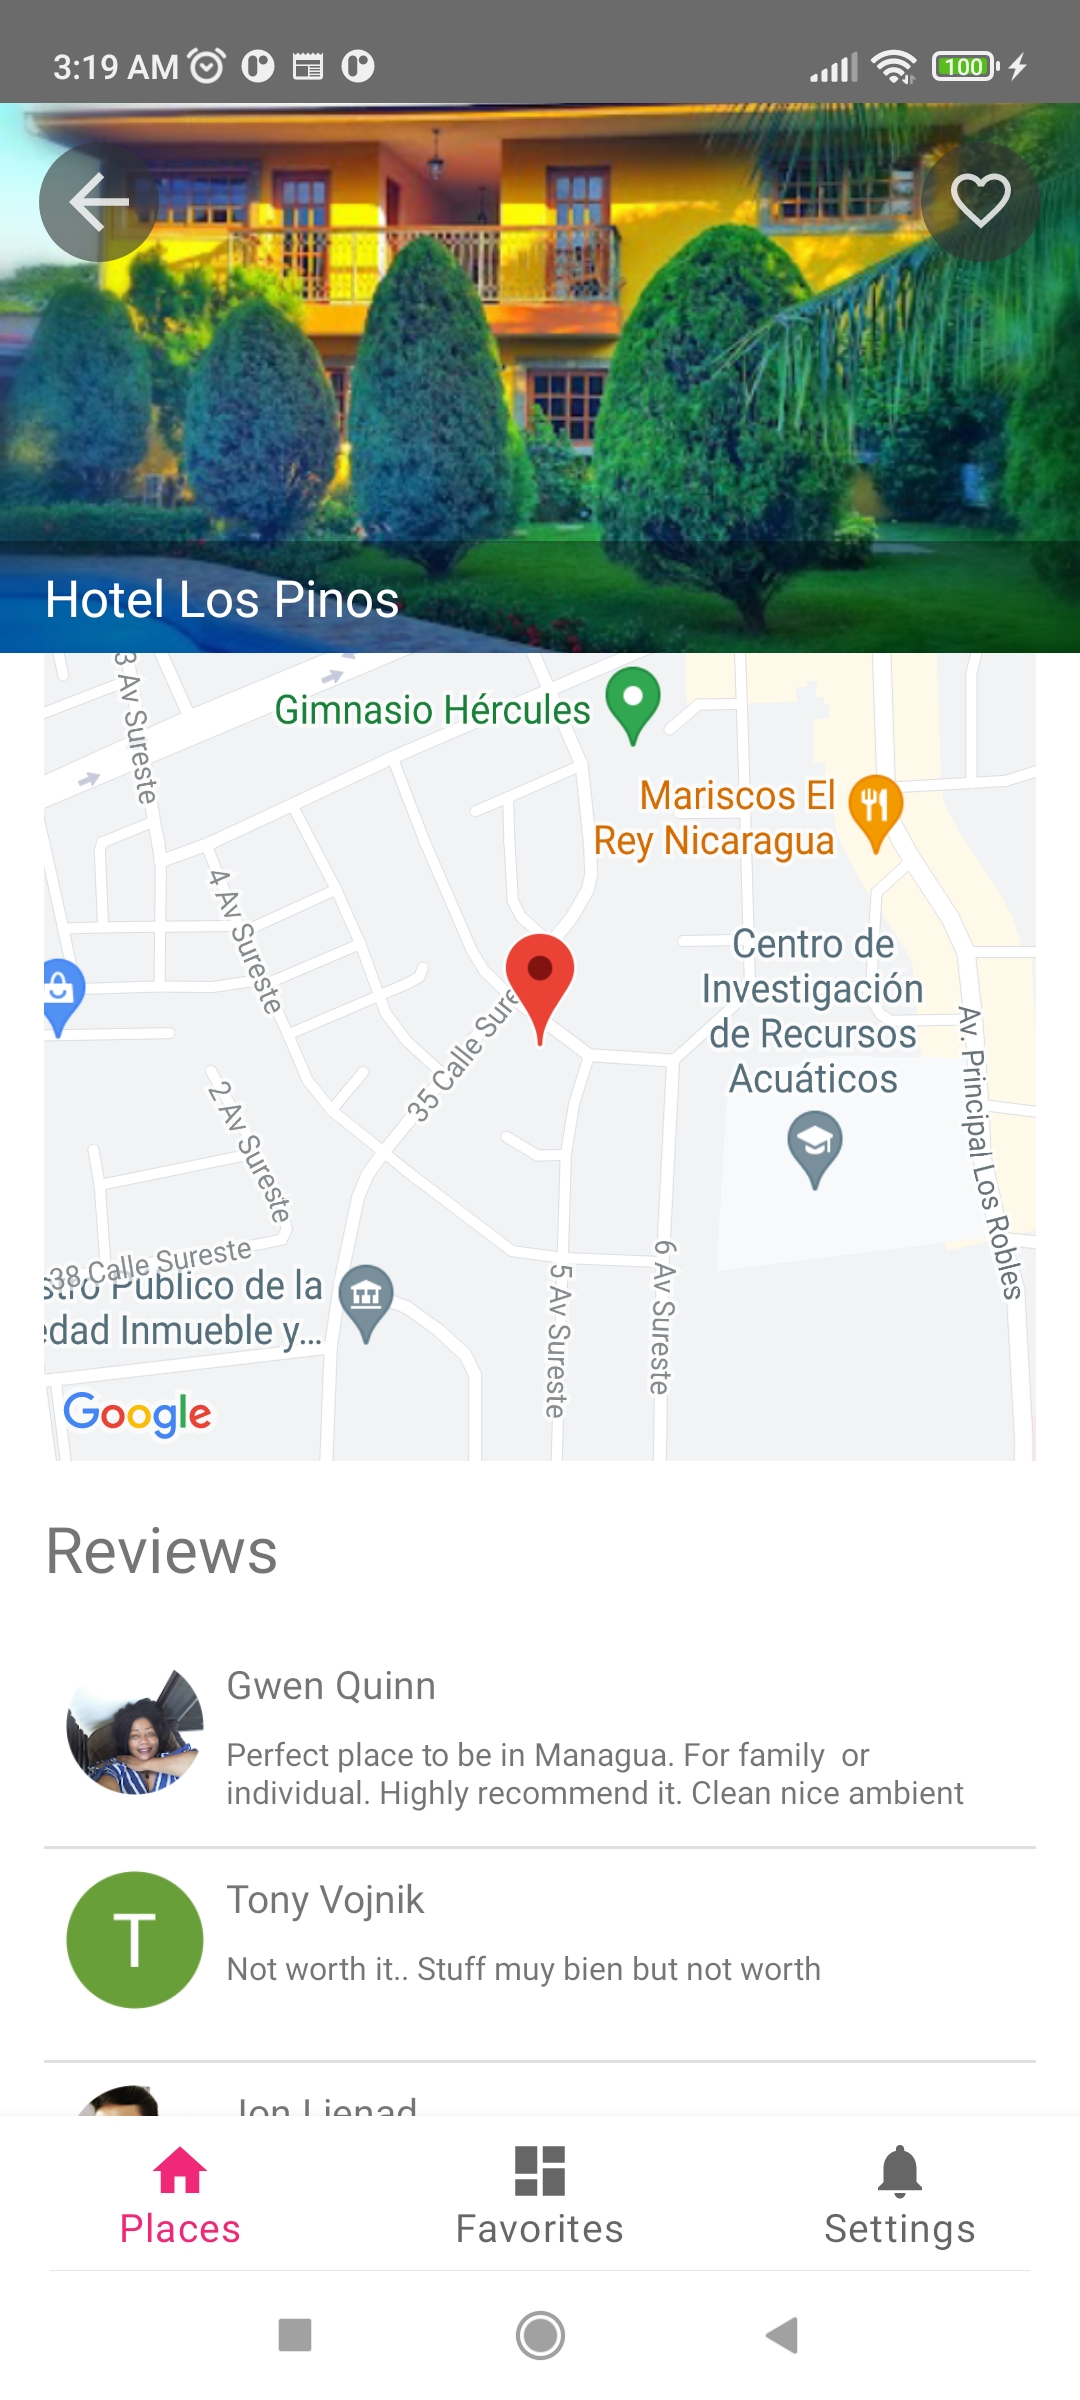 3:19 AM
100
Hotel Los Pinos
3 Av Sureste
Gimnasio Hércules
Mariscos El
Rey Nicaragua
4 Av Sureste
Centro de
Investigación
de Recursos
Acuáticos
35 Calle Sure
Av. Principal Los Robles
2 Av Sureste
38 Calle Sureste
stro Público de la
edad Inmueble y...
5 Av Sureste
6 Av Sureste
Google
Reviews
Gwen Quinn
Perfect place to be in Managua. For family or
individual. Highly recommend it. Clean nice ambient
T
Tony Vojnik
Not worth it.. Stuff muy bien but not worth
Places
Favorites
Settings